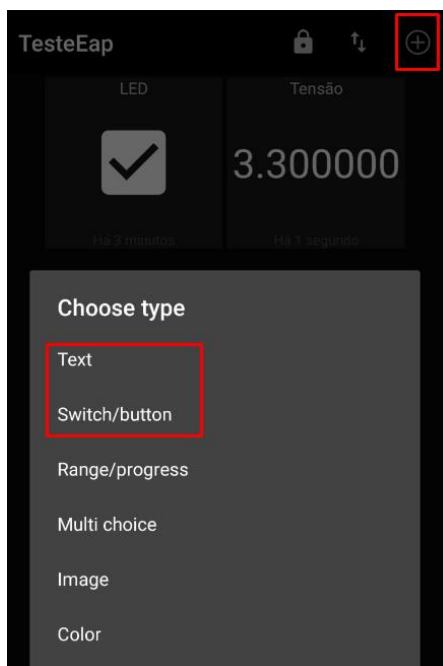 TesteEap
LED
Tensão
3.300000
Há 3 minutos
Há 1 segundo
Choose type
Text
Switch/button
Range/progress
Multi choice
Image
Color